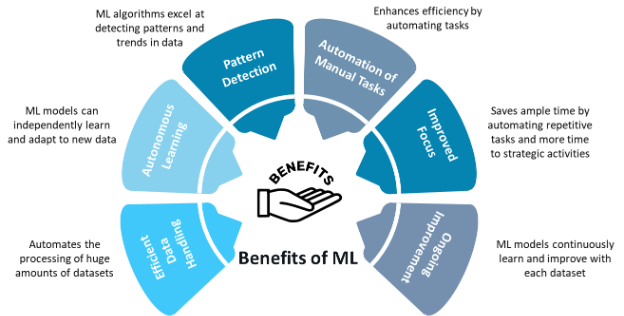 ML algorithms excel at
detecting patterns and
trends in data
Enhances efficiency by
automating tasks
Pattern
Detection
Automation of
Manual Tasks
ML models can
independently learn
and adapt to new data
Autonomous
Learning
Improved
Focus
Saves ample time by
automating repetitive
tasks and more time
to strategic activities
BENEFITS
Automates the
processing of huge
amounts of datasets
Efficient
Data
Handling
Benefits of ML
Ongoing
Improvement
ML models continuously
learn and improve with
each dataset